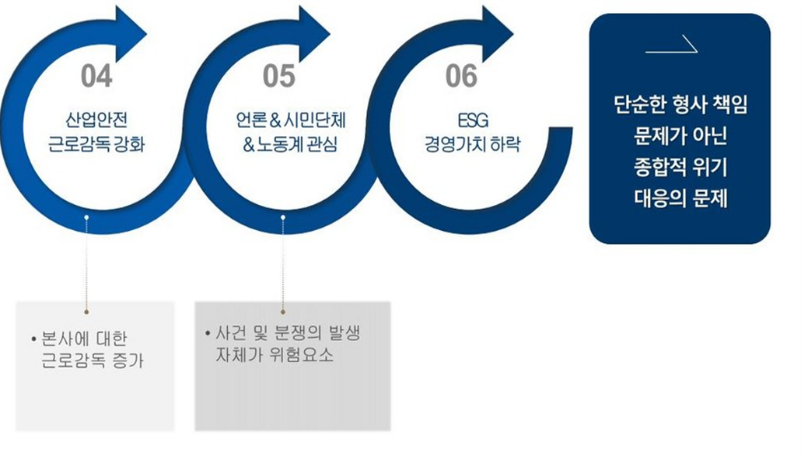 04
산업안전
근로감독 강화
05
언론 & 시민단체
& 노동계 관심
06
ESG
경영가치 하락
단순한 형사 책임
문제가 아닌
종합적 위기
대응의 문제
• 본사에 대한
근로감독 증가
• 사건 및 분쟁의 발생
자체가 위험요소